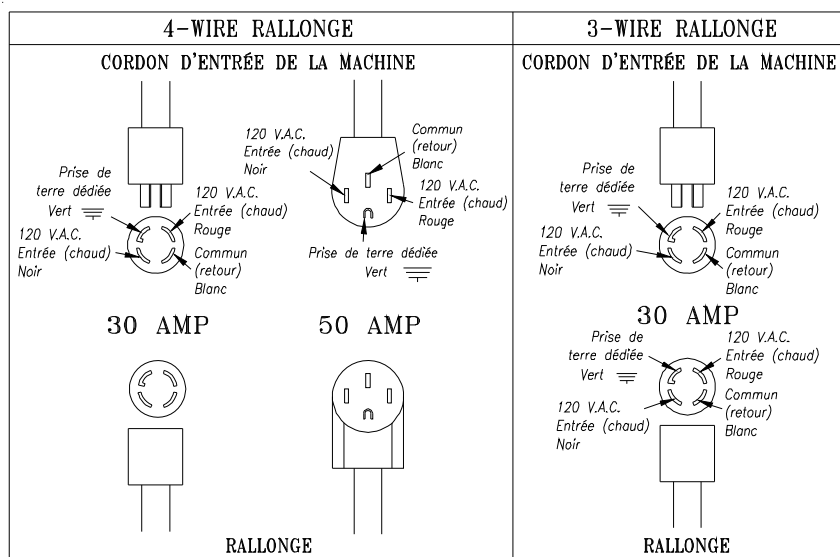 4-WIRE RALLONGE
CORDON D'ENTRÉE DE LA MACHINE
120 V.A.C.
Entrée (chaud)
Noir
Commun
(retour)
Blanc
Prise de
terre dédiée
Vert
120 V.A.C.
Entrée (chaud)
Rouge
120 V.A.C.
Entrée (chaud)
Rouge
120 V.A.C.
Entrée (chaud)
Noir
Commun
(retour)
Blanc
Prise de terre dédiée
Vert
30 AMP
50 AMP
RALLONGE
3-WIRE RALLONGE
CORDON D'ENTRÉE DE LA MACHINE
Prise de
terre dédiée
Vert
120 V.A.C.
Entrée (chaud)
Rouge
120 V.A.C.
Entrée (chaud)
Noir
Commun
(retour)
Blanc
30 AMP
Prise de
terre dédiée
Vert
120 V.A.C.
Entrée (chaud)
Rouge
120 V.A.C.
Entrée (chaud)
Noir
Commun
(retour)
Blanc
RALLONGE